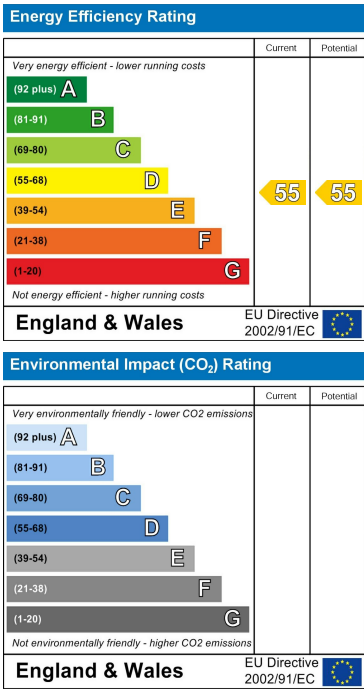 Energy Efficiency Rating
Current Potential
Very energy efficient - lower running costs
(92 plus) A
(81-91) B
(69-80) C
(55-68) D
55 55
(39-54) E
(21-38) F
(1-20) G
Not energy efficient - higher running costs
England & Wales
EU Directive
2002/91/EC
Environmental Impact (CO₂) Rating
Current Potential
Very environmentally friendly - lower CO2 emissions
(92 plus) A
(81-91) B
(69-80) C
(55-68) D
(39-54) E
(21-38) F
(1-20) G
Not environmentally friendly - higher CO2 emissions
England & Wales
EU Directive
2002/91/EC